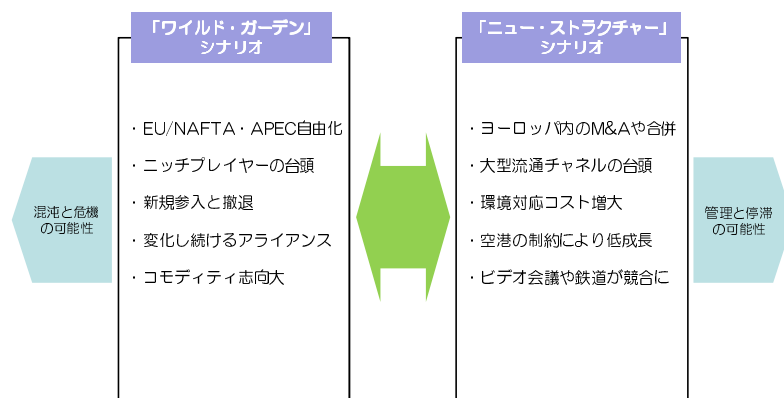 「ワイルド・ガーデン」
シナリオ
・EU/NAFTA・APEC自由化
・ニッチプレイヤーの台頭
・新規参入と撤退
・変化し続けるアライアンス
・コモディティ志向大
混沌と危機
の可能性
「ニュー・ストラクチャー」
シナリオ
・ヨーロッパ内のM&Aや合併
・大型流通チャネルの台頭
・環境対応コスト増大
・空港の制約により低成長
・ビデオ会議や鉄道が競合に
管理と停滞
の可能性